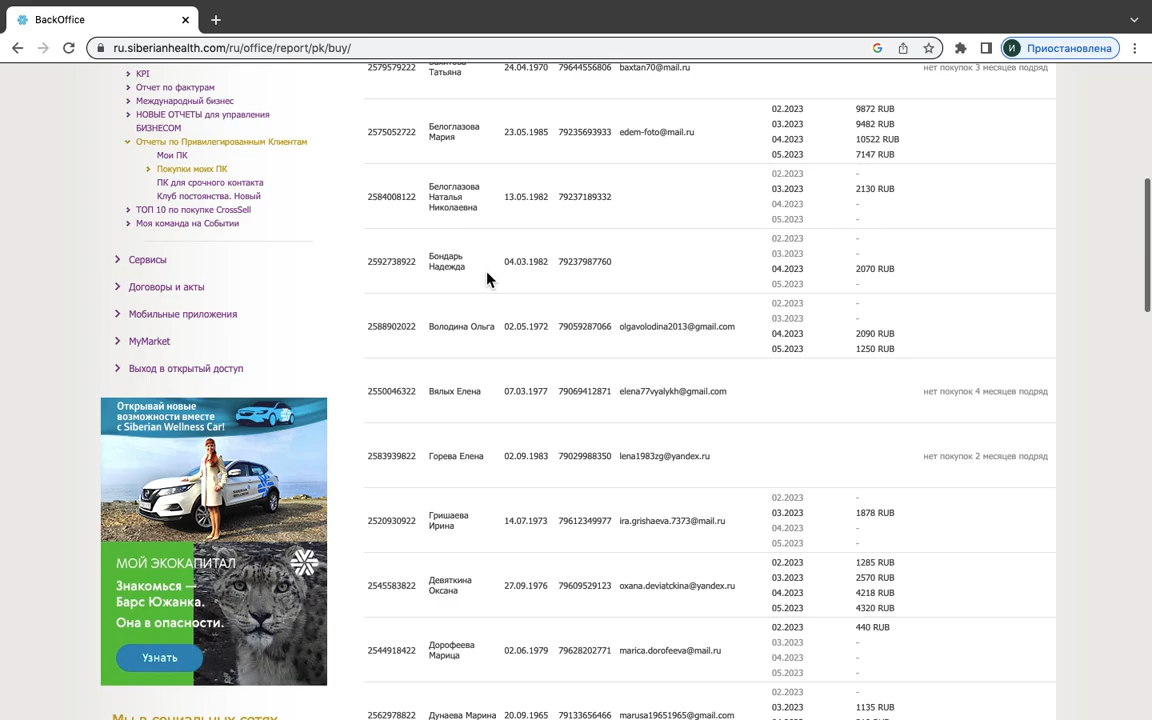 BackOffice
ru.siberianhealth.com/ru/office/report/pk/buy/
И Приостановлена
KPI
Отчет по фактурам
Международный бизнес
НОВЫЕ ОТЧЕТЫ для управления
БИЗНЕСОМ
Отчеты по Привилегированным Клиентам
Мои ПК
Покупки моих ПК
ПК для срочного контакта
Клуб постоянства. Новый
ТОП 10 по покупке CrossSell
Моя команда на Событии
Сервисы
Договоры и акты
Мобильные приложения
MyMarket
Выход в открытый доступ
Открывай новые
возможности вместе
с Siberian Wellness Car!
МОЙ ЭКОКАПИТАЛ
Знакомься —
Барс Южанка.
Она в опасности.
Узнать
Мы в социальных сетях
2579579222 Татьяна 24.04.1970 79644556806 baxtan70@mail.ru нет покупок 3 месяцев подряд
2575052722 Белоглазова Мария 23.05.1985 79235693933 edem-foto@mail.ru
02.2023 9872 RUB
03.2023 9482 RUB
04.2023 10522 RUB
05.2023 7147 RUB
2584008122 Белоглазова Наталья Николаевна 13.05.1982 79237189332
02.2023 -
03.2023 2130 RUB
04.2023 -
05.2023 -
2592738922 Бондарь Надежда 04.03.1982 79237987760
02.2023 -
03.2023 -
04.2023 2070 RUB
05.2023 -
2588902022 Володина Ольга 02.05.1972 79059287066 olgavolodina2013@gmail.com
02.2023 -
03.2023 -
04.2023 2090 RUB
05.2023 1250 RUB
2550046322 Вялых Елена 07.03.1977 79069412871 elena77vyalykh@gmail.com нет покупок 4 месяцев подряд
2583939822 Горева Елена 02.09.1983 79029988350 lena1983zg@yandex.ru нет покупок 2 месяцев подряд
2520930922 Гришаева Ирина 14.07.1973 79612349977 ira.grishaeva.7373@mail.ru
02.2023 -
03.2023 1878 RUB
04.2023 -
05.2023 -
2545583822 Девяткина Оксана 27.09.1976 79609529123 oxana.deviatckina@yandex.ru
02.2023 1285 RUB
03.2023 2570 RUB
04.2023 4218 RUB
05.2023 4320 RUB
2544918422 Дорофеева Марица 02.06.1979 79628202771 marica.dorofeeva@mail.ru
02.2023 440 RUB
03.2023 -
04.2023 -
05.2023 -
2562978822 Дунаева Марина 20.09.1965 79133656466 marusa19651965@gmail.com
02.2023 -
03.2023 1135 RUB